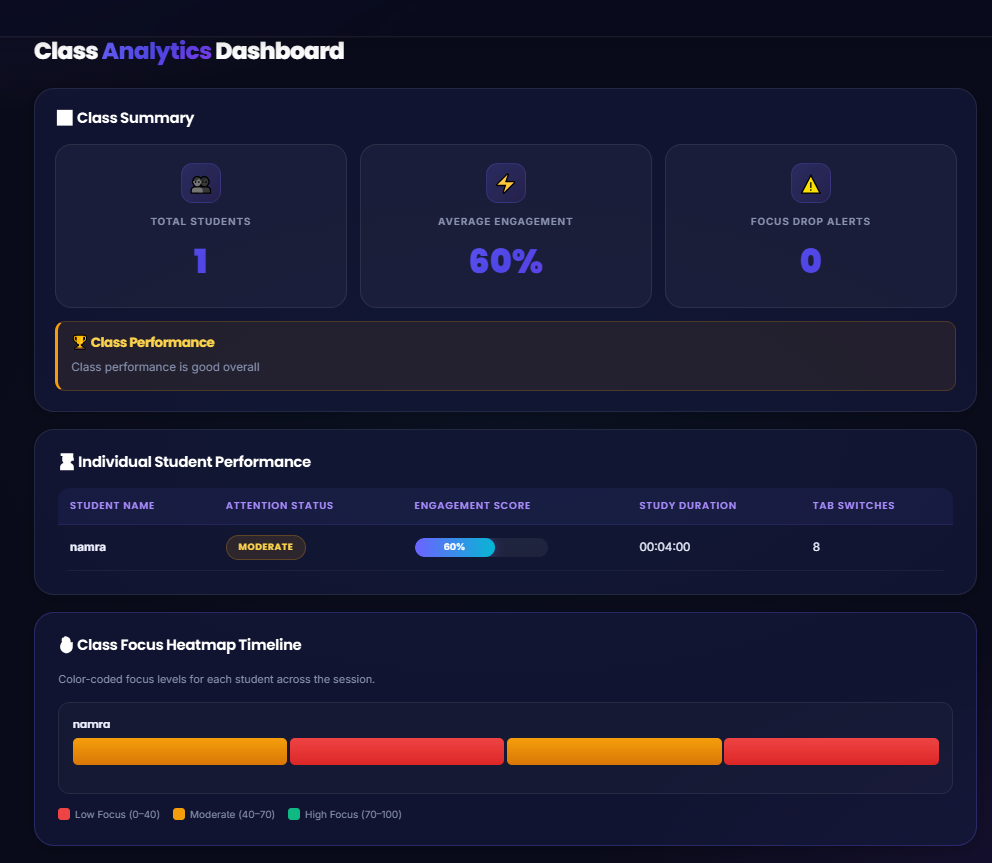 Class Analytics Dashboard
Class Summary
TOTAL STUDENTS
1
AVERAGE ENGAGEMENT
60%
FOCUS DROP ALERTS
0
Class Performance
Class performance is good overall
Individual Student Performance
STUDENT NAME ATTENTION STATUS ENGAGEMENT SCORE STUDY DURATION TAB SWITCHES
namra MODERATE 60% 00:04:00 8
Class Focus Heatmap Timeline
Color-coded focus levels for each student across the session.
namra
Low Focus (0–40) Moderate (40–70) High Focus (70–100)